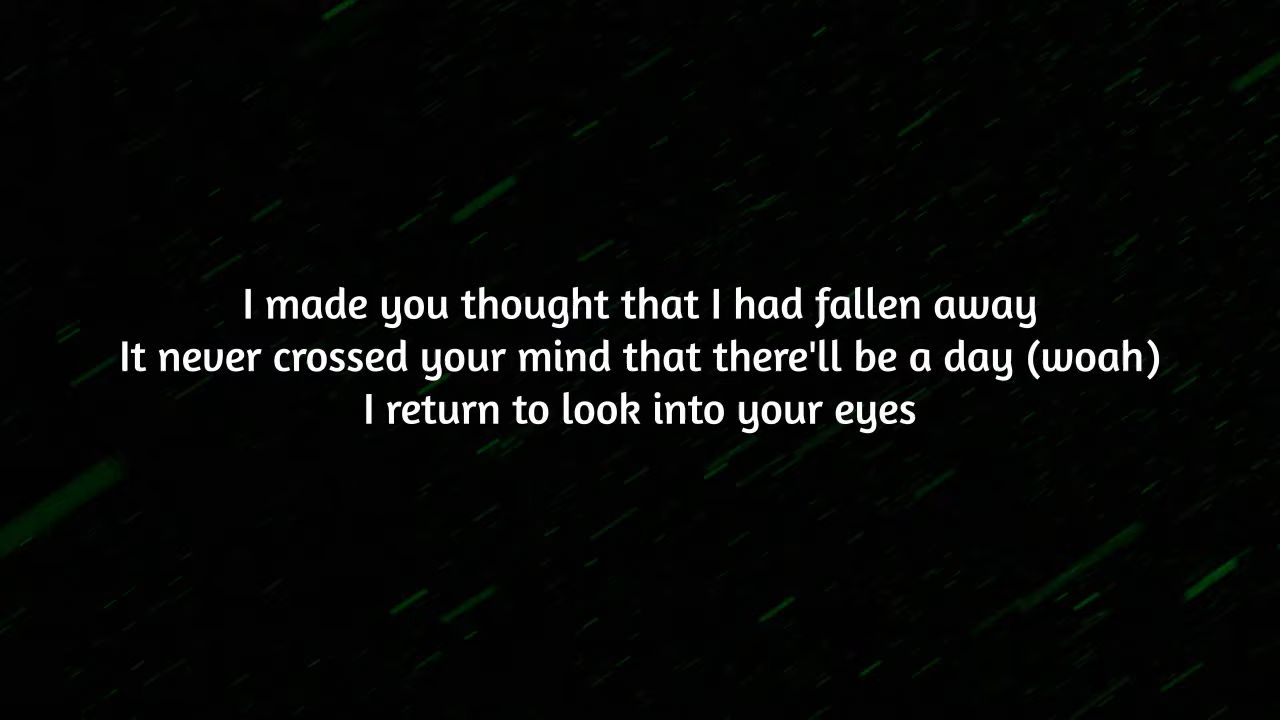 I made you thought that I had fallen away
It never crossed your mind that there'll be a day (woah)
I return to look into your eyes